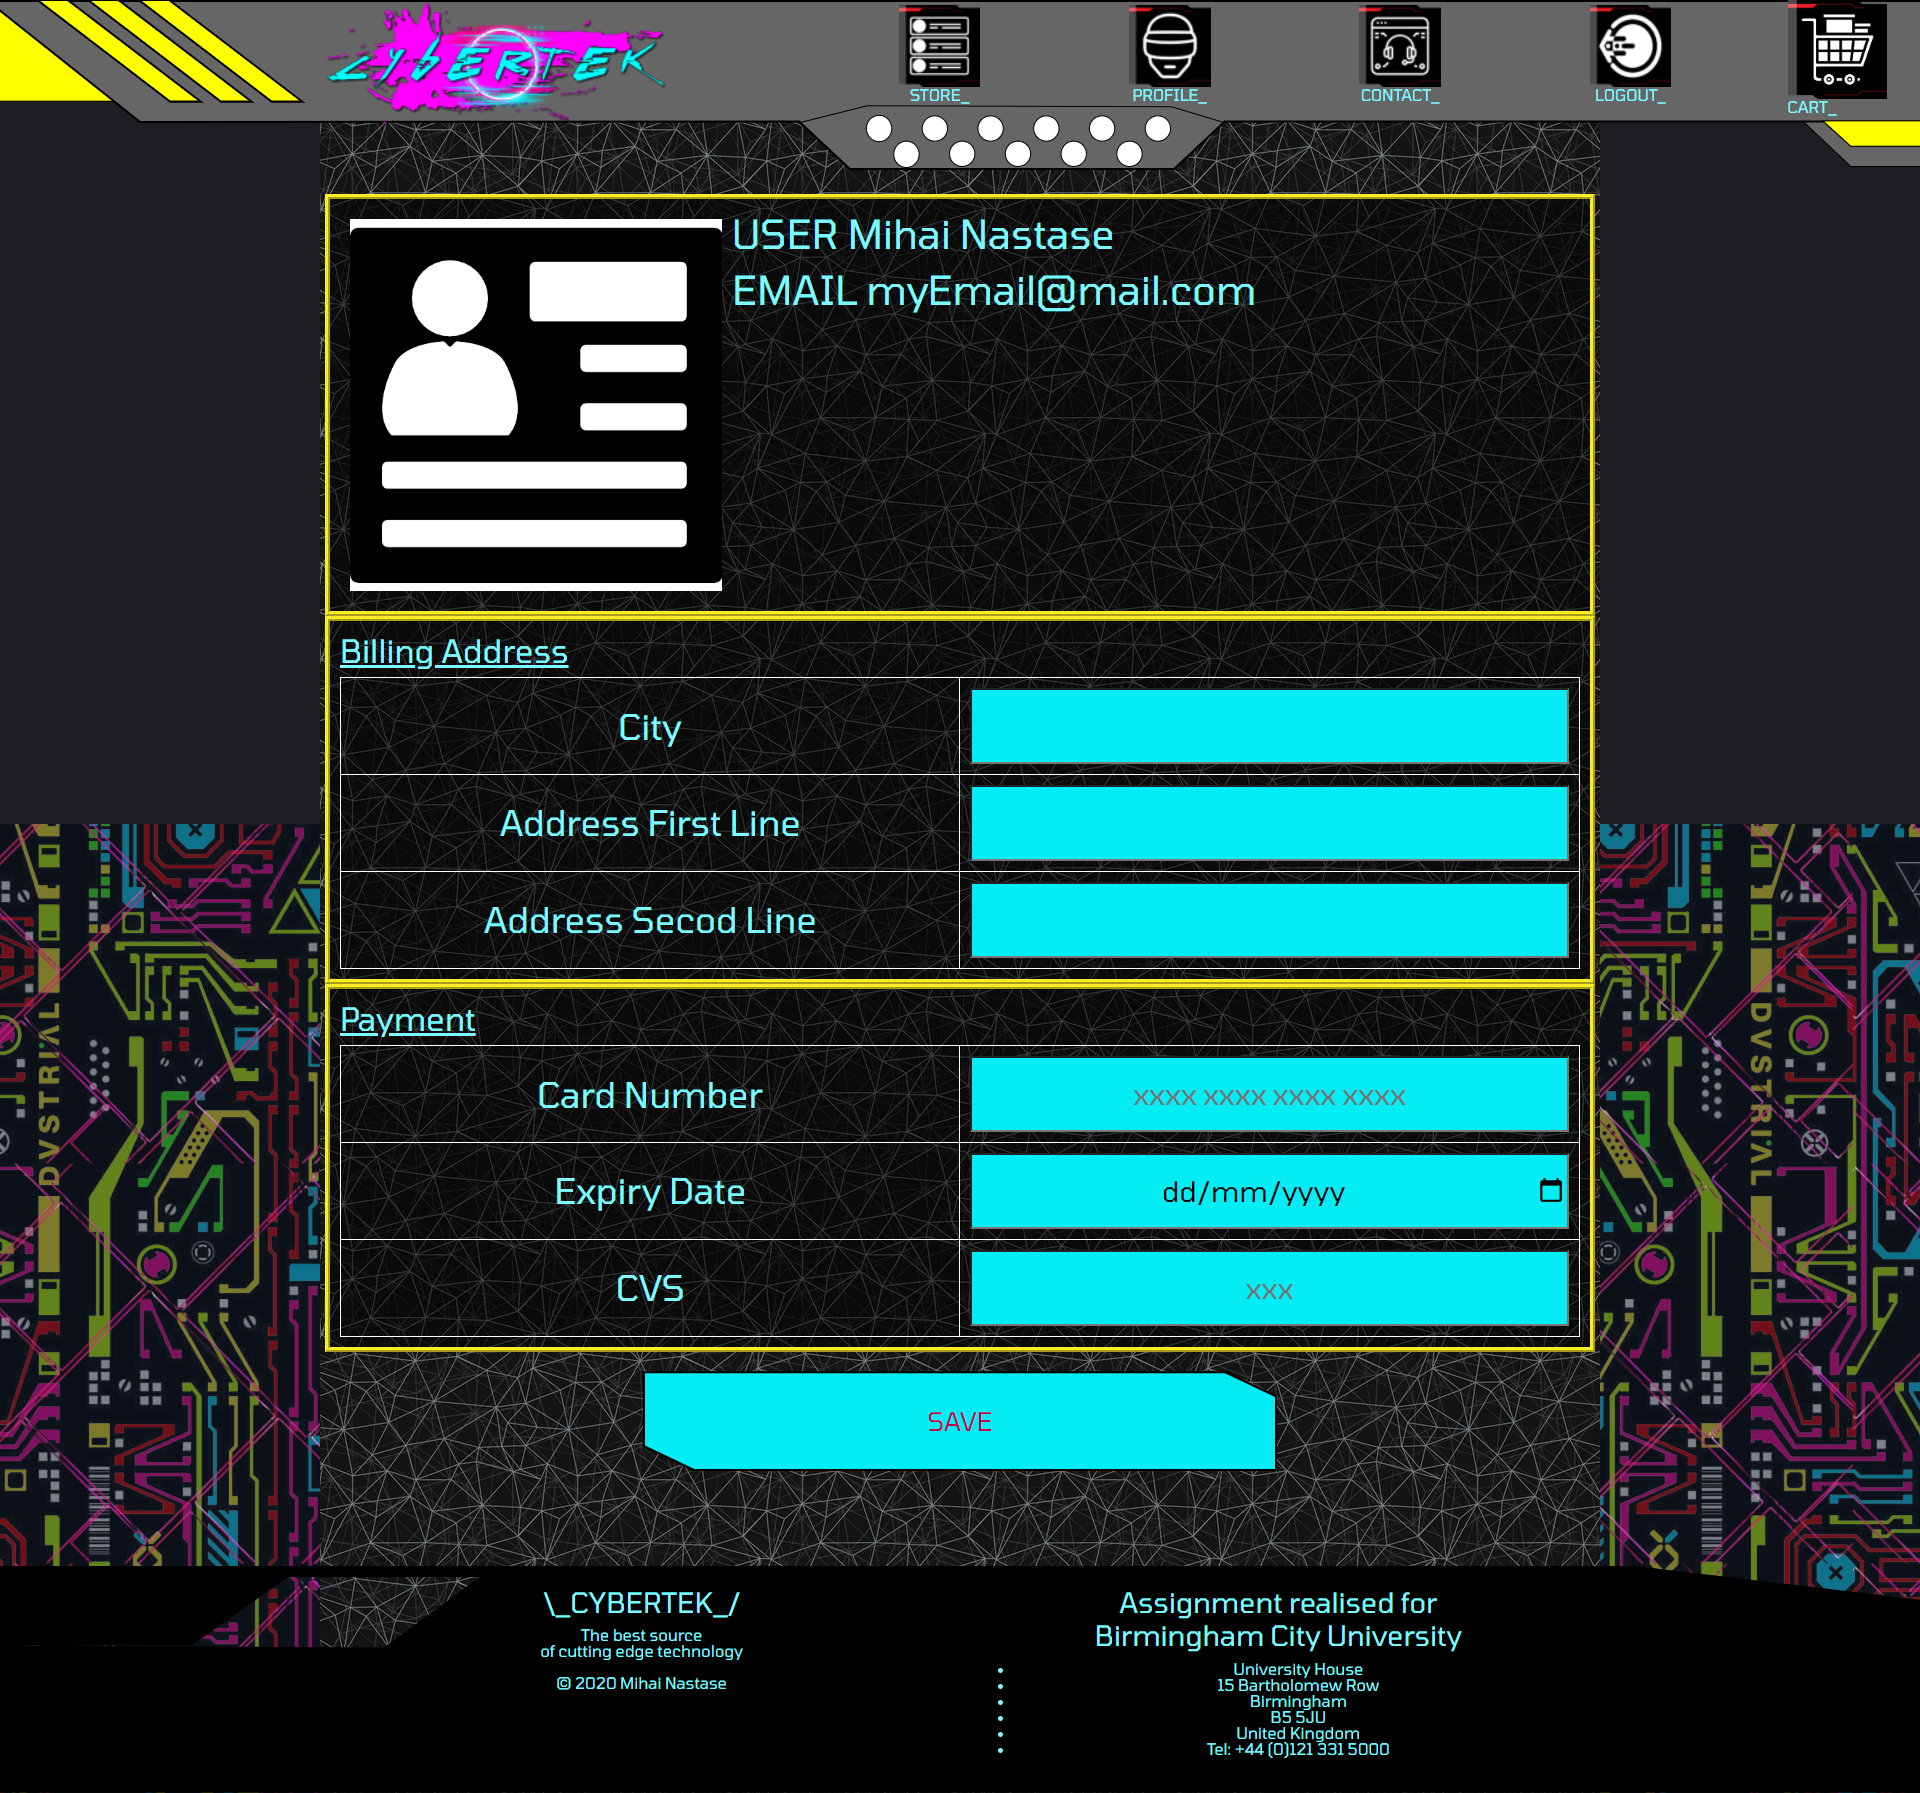 CYBERTEK
STORE_
PROFILE_
CONTACT_
LOGOUT_
CART_
USER Mihai Nastase
EMAIL myEmail@mail.com
Billing Address
City
Address First Line
Address Secod Line
Payment
Card Number
xxxx xxxx xxxx xxxx
Expiry Date
dd/mm/yyyy
CVS
xxx
SAVE
DVSTRIAL
DVSTRIAL
\_CYBERTEK_/
The best source
of cutting edge technology
© 2020 Mihai Nastase
Assignment realised for
Birmingham City University
• University House
• 15 Bartholomew Row
• Birmingham
• B5 5JU
• United Kingdom
• Tel: +44 (0)121 331 5000